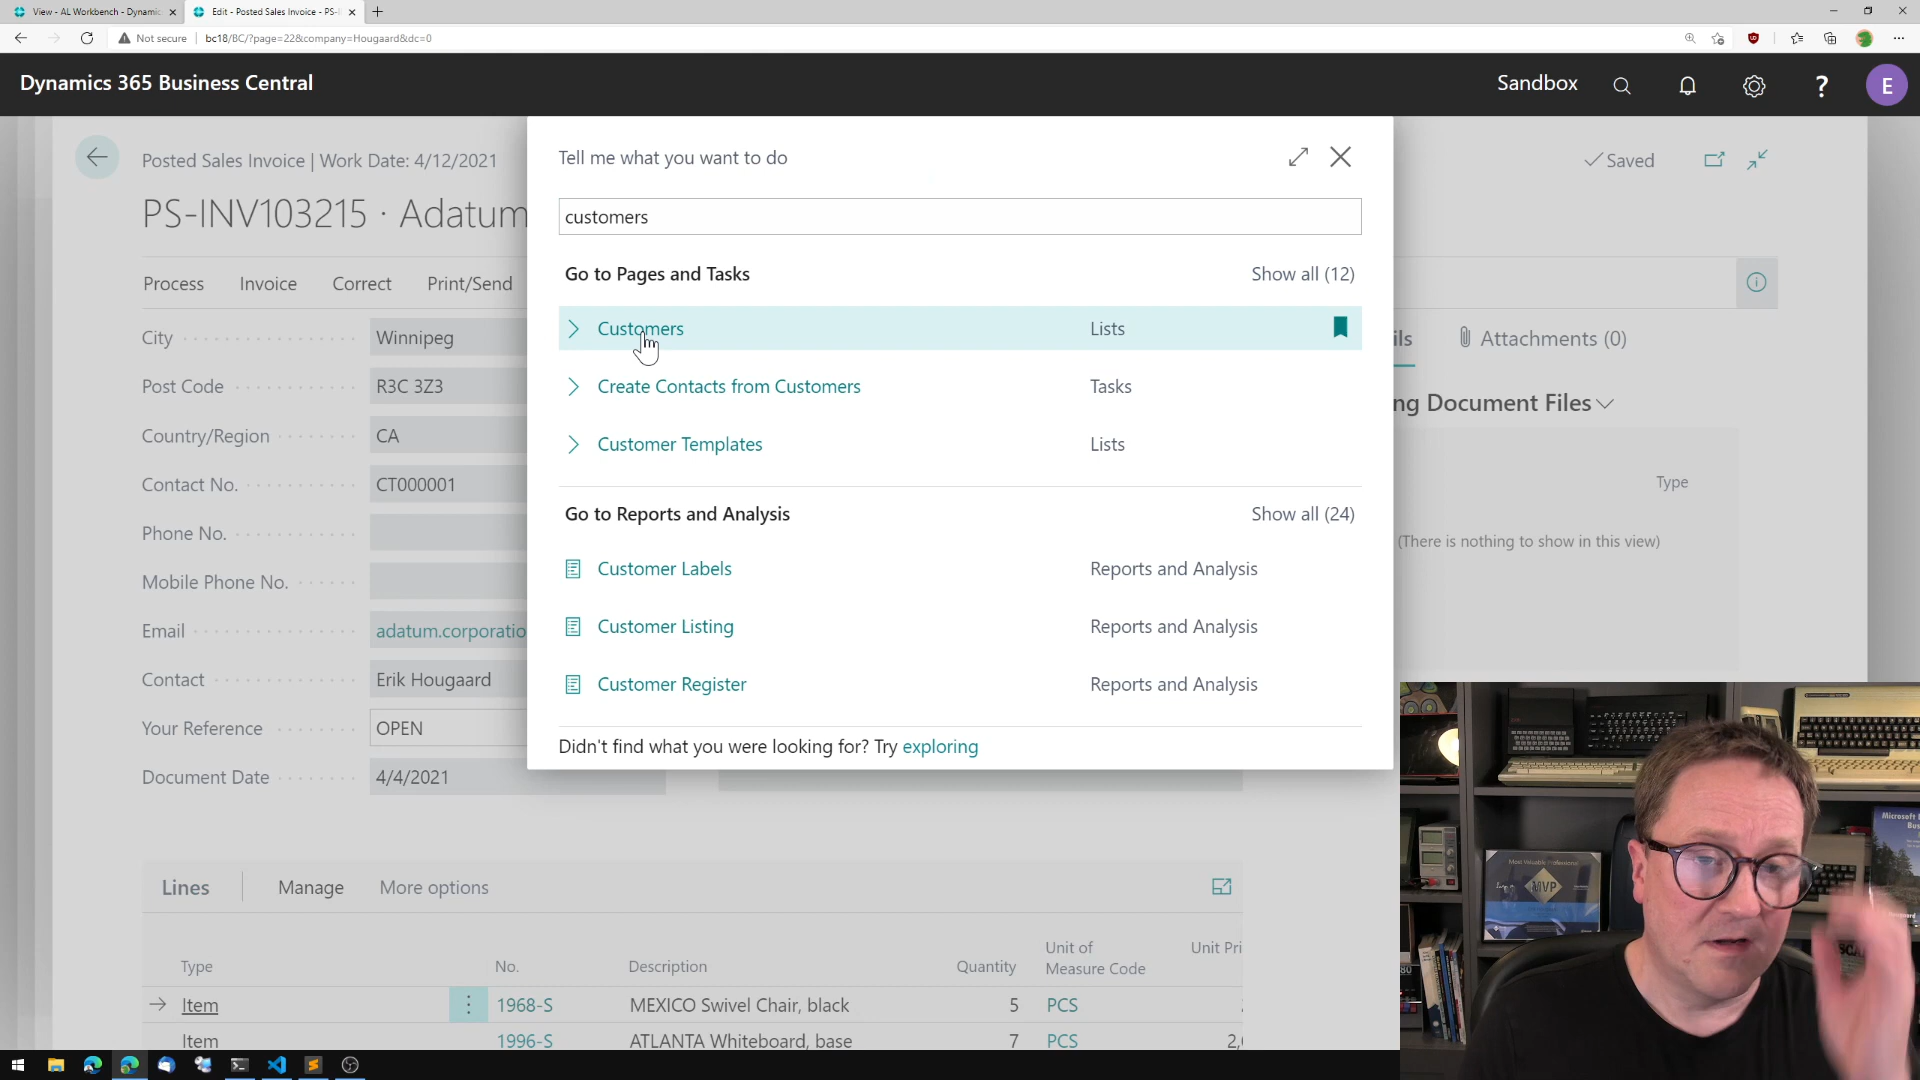 View - AL Workbench - Dynamic
Edit - Posted Sales Invoice - PS-I
Not secure
bc18/BC/?page=22&company=Hougaard&dc=0
Dynamics 365 Business Central
Sandbox
E
Posted Sales Invoice | Work Date: 4/12/2021
Saved
PS-INV103215 · Adatum
Process
Invoice
Correct
Print/Send
Tell me what you want to do
customers
Go to Pages and Tasks
Show all (12)
Customers
Lists
Create Contacts from Customers
Tasks
Customer Templates
Lists
Go to Reports and Analysis
Show all (24)
Customer Labels
Reports and Analysis
Customer Listing
Reports and Analysis
Customer Register
Reports and Analysis
Didn't find what you were looking for? Try exploring
City
Winnipeg
Post Code
R3C 3Z3
Country/Region
CA
Contact No.
CT000001
Phone No.
Mobile Phone No.
Email
adatum.corporatio
Contact
Erik Hougaard
Your Reference
OPEN
Document Date
4/4/2021
ils
Attachments (0)
ng Document Files
Type
(There is nothing to show in this view)
Lines
Manage
More options
Type
No.
Description
Quantity
Unit of
Measure Code
Unit Pri
Item
1968-S
MEXICO Swivel Chair, black
5
PCS
Item
1996-S
ATLANTA Whiteboard, base
7
PCS
Most Valuable Professional
MVP
Microsoft